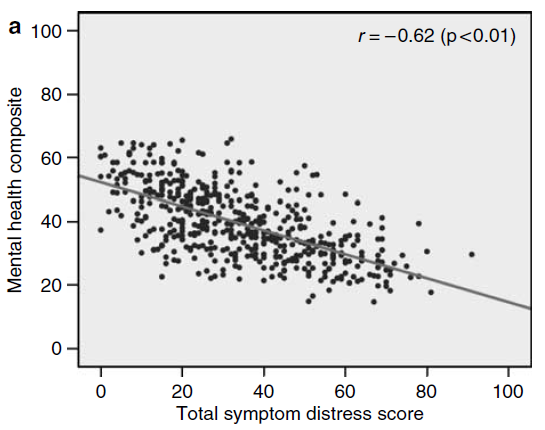 a
r = −0.62 (p<0.01)
Mental health composite
100
80
60
40
20
0
0 20 40 60 80 100
Total symptom distress score